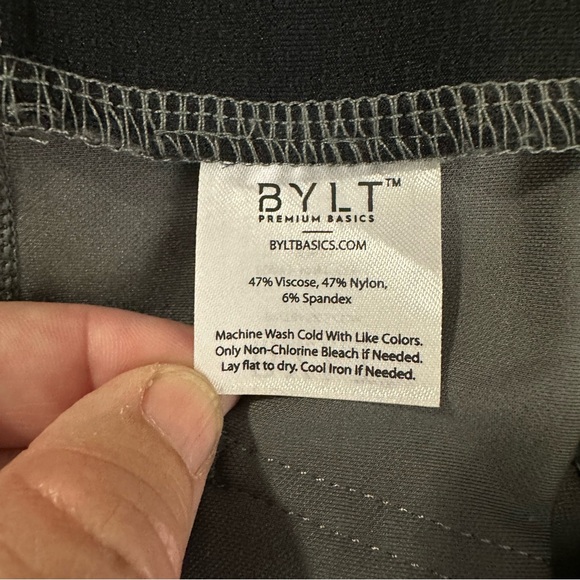 BYLT™
PREMIUM BASICS
BYLTBASICS.COM
47% Viscose, 47% Nylon,
6% Spandex
Machine Wash Cold With Like Colors.
Only Non-Chlorine Bleach if Needed.
Lay flat to dry. Cool Iron if Needed.